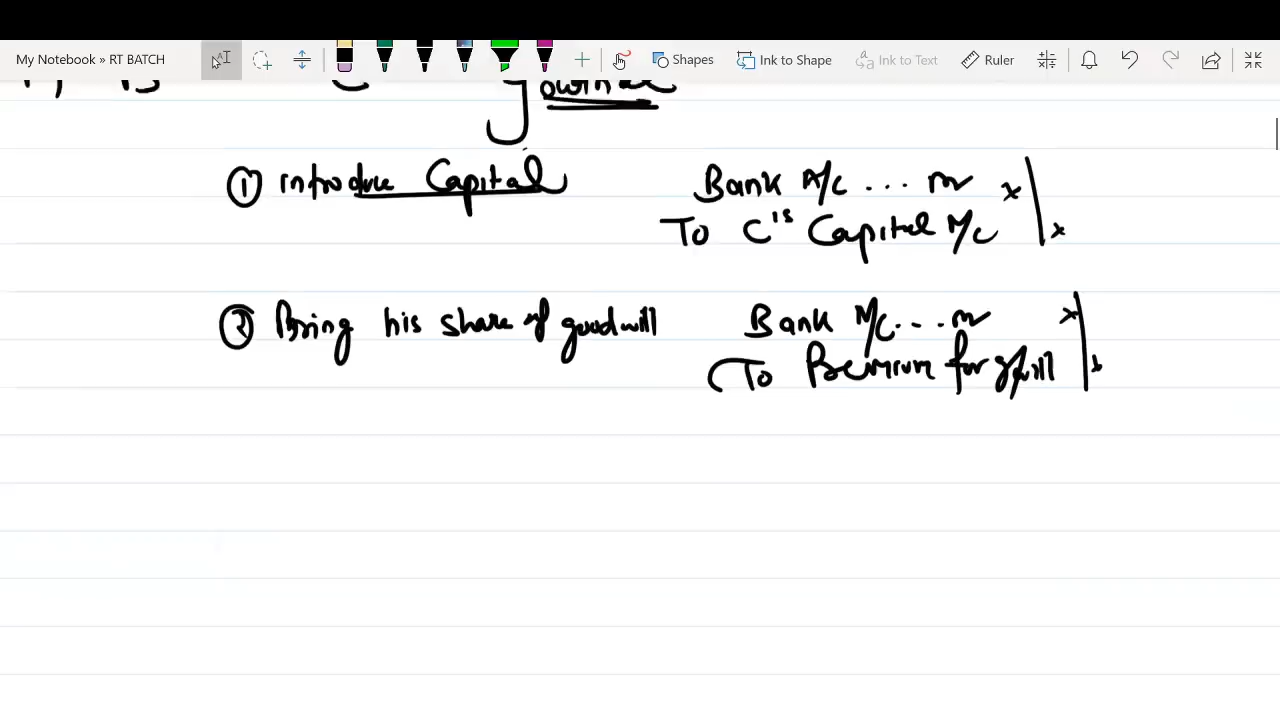 My Notebook » RT BATCH
Shapes
Ink to Shape
Ink to Text
Ruler
① introduce Capital
Bank A/c ... Dr x
To C's Capital A/c x
② Bring his share of goodwill
Bank A/c ... Dr x
(To Premium for g/will x